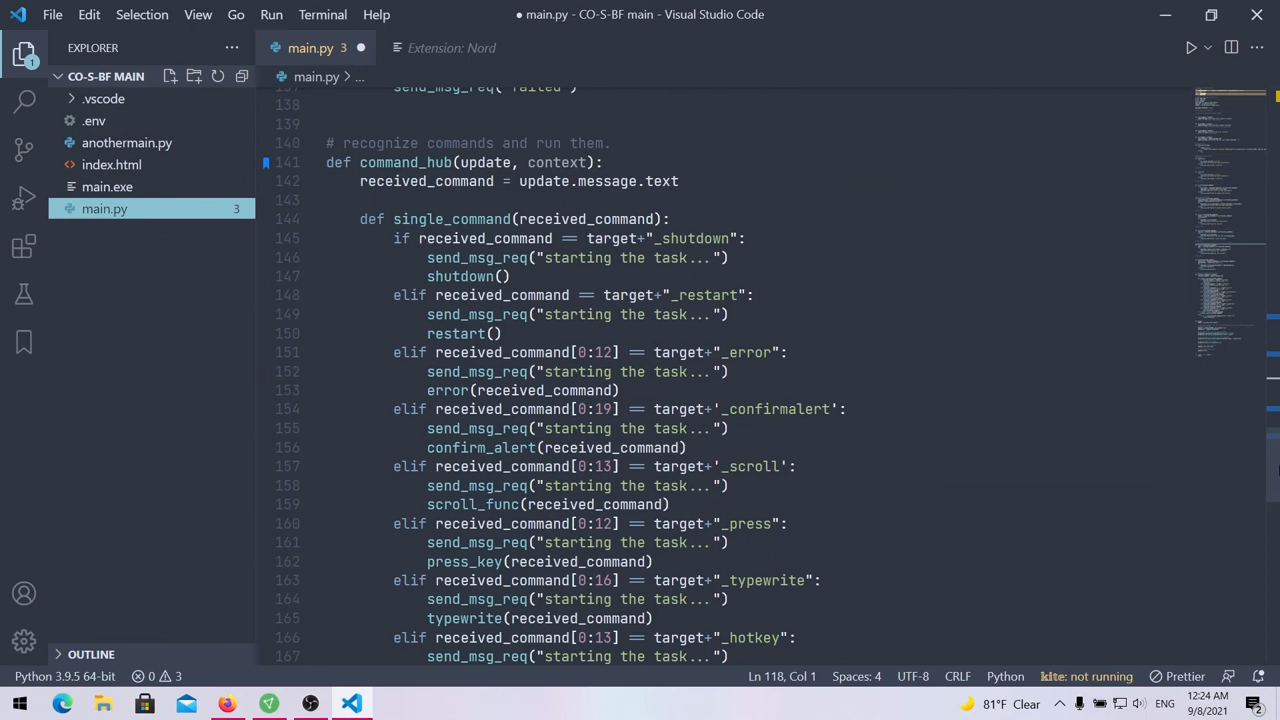 File Edit Selection View Go Run Terminal Help
● main.py - CO-S-BF main - Visual Studio Code
EXPLORER
main.py 3
Extension: Nord
CO-S-BF MAIN
main.py > ...
.vscode
.env
anothermain.py
index.html
main.exe
main.py 3
137 send_msg_req("failed")
138
139
140 # recognize commands and run them.
141 def command_hub(update, context):
142 received_command = update.message.text
143
144 def singular_command(received_command):
145 if received_command == target+"_shutdown":
146 send_msg_req("starting the task...")
147 shutdown()
148 elif received_command == target+"_restart":
149 send_msg_req("starting the task...")
150 restart()
151 elif received_command[0:12] == target+"_error":
152 send_msg_req("starting the task...")
153 error(received_command)
154 elif received_command[0:19] == target+'_confirmalert':
155 send_msg_req("starting the task...")
156 confirm_alert(received_command)
157 elif received_command[0:13] == target+'_scroll':
158 send_msg_req("starting the task...")
159 scroll_func(received_command)
160 elif received_command[0:12] == target+"_press":
161 send_msg_req("starting the task...")
162 press_key(received_command)
163 elif received_command[0:16] == target+"_typewrite":
164 send_msg_req("starting the task...")
165 typewrite(received_command)
166 elif received_command[0:13] == target+"_hotkey":
167 send_msg_req("starting the task...")
OUTLINE
Python 3.9.5 64-bit 0 3
Ln 118, Col 1 Spaces: 4 UTF-8 CRLF Python kite: not running Prettier
81°F Clear ENG
12:24 AM
9/8/2021
2